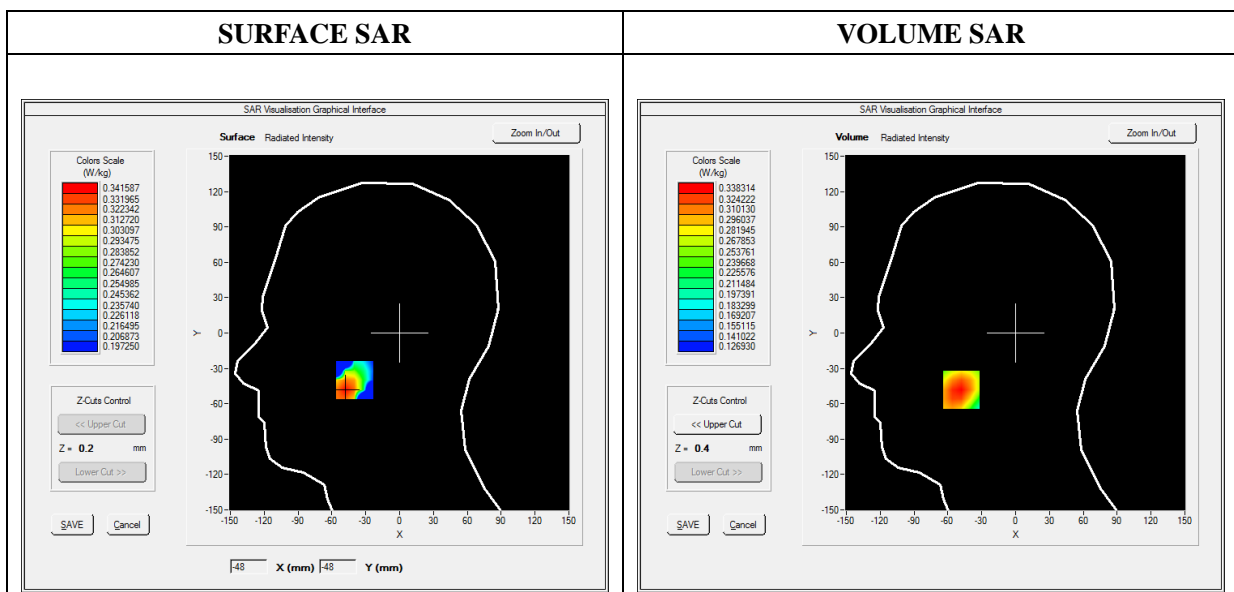 SURFACE SAR
VOLUME SAR
SAR Visualisation Graphical Interface
Surface Radiated Intensity
Zoom In/Out
Colors Scale
(W/kg)
0.341587
0.331965
0.322342
0.312720
0.303097
0.293475
0.283852
0.274230
0.264607
0.254985
0.245362
0.235740
0.226118
0.216495
0.206873
0.197250
Z-Cuts Control
<< Upper Cut
Z = 0.2 mm
Lower Cut >>
SAVE Cancel
150
120
90
60
30
0
-30
-60
-90
-120
-150
Y
-150 -120 -90 -60 -30 0 30 60 90 120 150
X
-48 X (mm) -48 Y (mm)
SAR Visualisation Graphical Interface
Volume Radiated Intensity
Zoom In/Out
Colors Scale
(W/kg)
0.338314
0.324222
0.310130
0.296037
0.281945
0.267853
0.253761
0.239668
0.225576
0.211484
0.197391
0.183299
0.169207
0.155115
0.141022
0.126930
Z-Cuts Control
<< Upper Cut
Z = 0.4 mm
Lower Cut >>
SAVE Cancel
150
120
90
60
30
0
-30
-60
-90
-120
-150
Y
-150 -120 -90 -60 -30 0 30 60 90 120 150
X